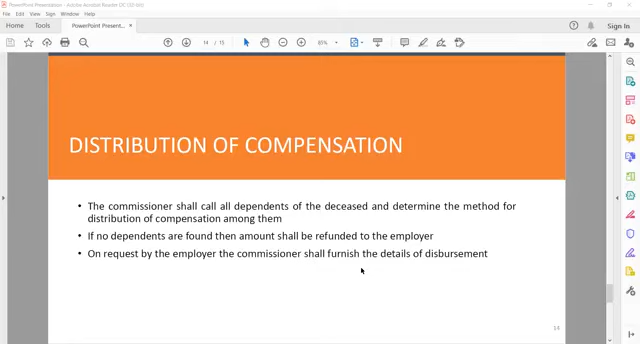 PowerPoint Presentation - Adobe Acrobat Reader DC (32-bit)
File Edit View Sign Window Help
Home Tools PowerPoint Present... × Sign In
14 / 15 85%
DISTRIBUTION OF COMPENSATION
• The commissioner shall call all dependents of the deceased and determine the method for
distribution of compensation among them
• If no dependents are found then amount shall be refunded to the employer
• On request by the employer the commissioner shall furnish the details of disbursement
14